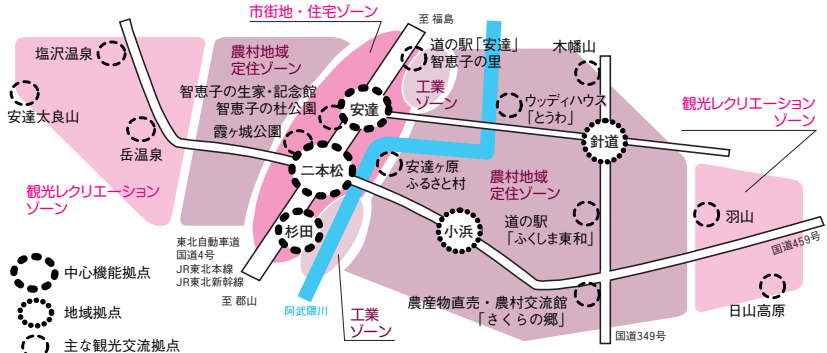 市街地・住宅ゾーン
至 福島
塩沢温泉
農村地域
定住ゾーン
道の駅「安達」
智恵子の里
木幡山
工業
ゾーン
智恵子の生家・記念館
智恵子の杜公園
安達太良山
安達
ウッディハウス
「とうわ」
観光レクリエーション
ゾーン
岳温泉
霞ヶ城公園
針道
二本松
安達ヶ原
ふるさと村
農村地域
定住ゾーン
観光レクリエーション
ゾーン
杉田
小浜
道の駅
「ふくしま東和」
羽山
国道459号
東北自動車道
国道4号
JR東北本線
JR東北新幹線
至 郡山
阿武隈川
工業
ゾーン
農産物直売・農村交流館
「さくらの郷」
日山高原
国道349号
中心機能拠点
地域拠点
主な観光交流拠点